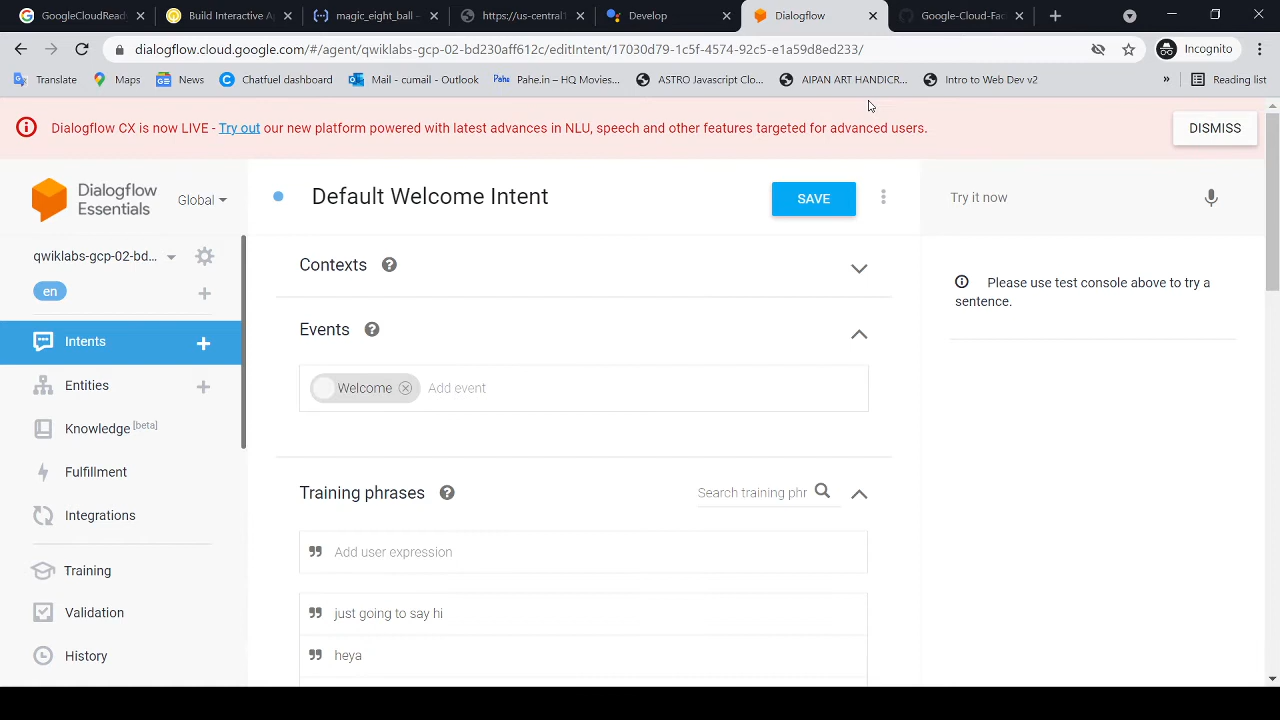 GoogleCloudRead
Build Interactive A
magic_eight_ball –
https://us-central1
Develop
Dialogflow
Google-Cloud-Fac
dialogflow.cloud.google.com/#/agent/qwiklabs-gcp-02-bd230aff612c/editIntent/17030d79-1c5f-4574-92c5-e1a59d8ed233/
Incognito
Translate
Maps
News
Chatfuel dashboard
Mail - cumail - Outlook
Pahe Pahe.in – HQ Movies...
ASTRO Javascript Clo...
AIPAN ART HANDICR...
Intro to Web Dev v2
»
Reading list
Dialogflow CX is now LIVE - Try out our new platform powered with latest advances in NLU, speech and other features targeted for advanced users.
DISMISS
Dialogflow
Essentials
Global
Default Welcome Intent
SAVE
Try it now
qwiklabs-gcp-02-bd...
en
Intents
Entities
Knowledge [beta]
Fulfillment
Integrations
Training
Validation
History
Contexts
Events
Welcome
Add event
Training phrases
Search training phr
Add user expression
just going to say hi
heya
Please use test console above to try a
sentence.